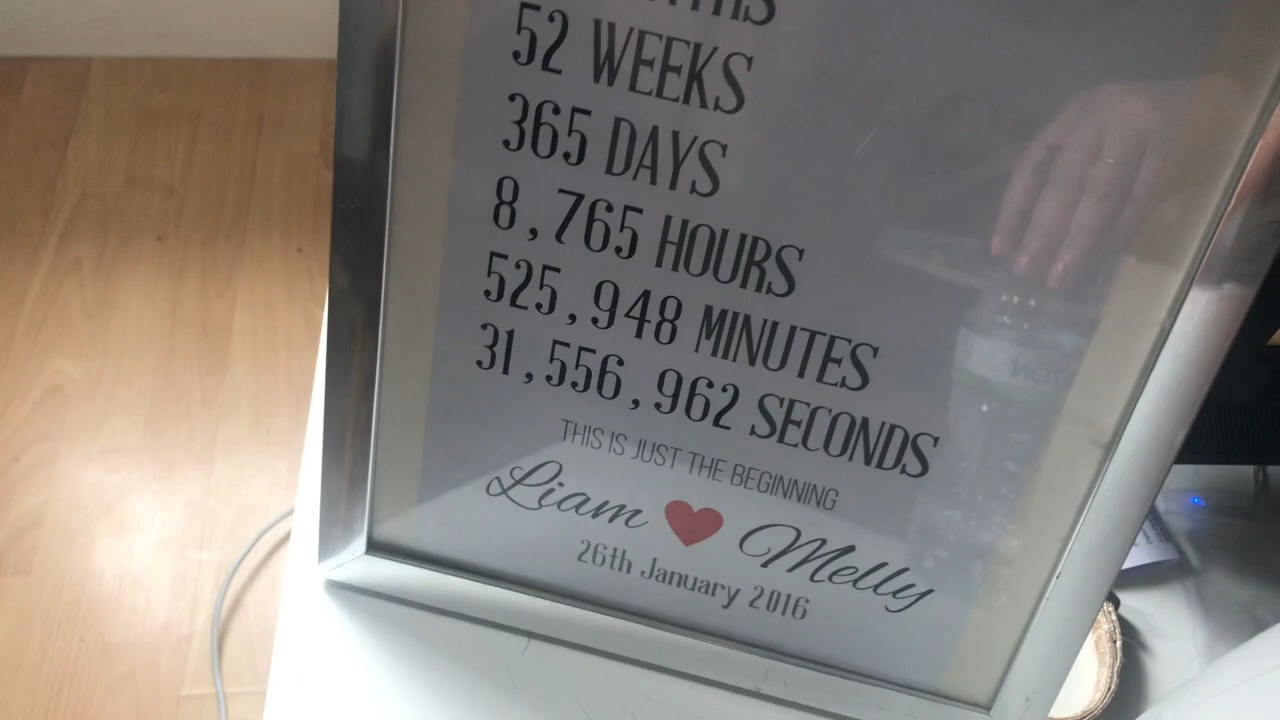 52 WEEKS
365 DAYS
8,765 HOURS
525,948 MINUTES
31,556,962 SECONDS
THIS IS JUST THE BEGINNING
Liam ❤ Melly
26th January 2016